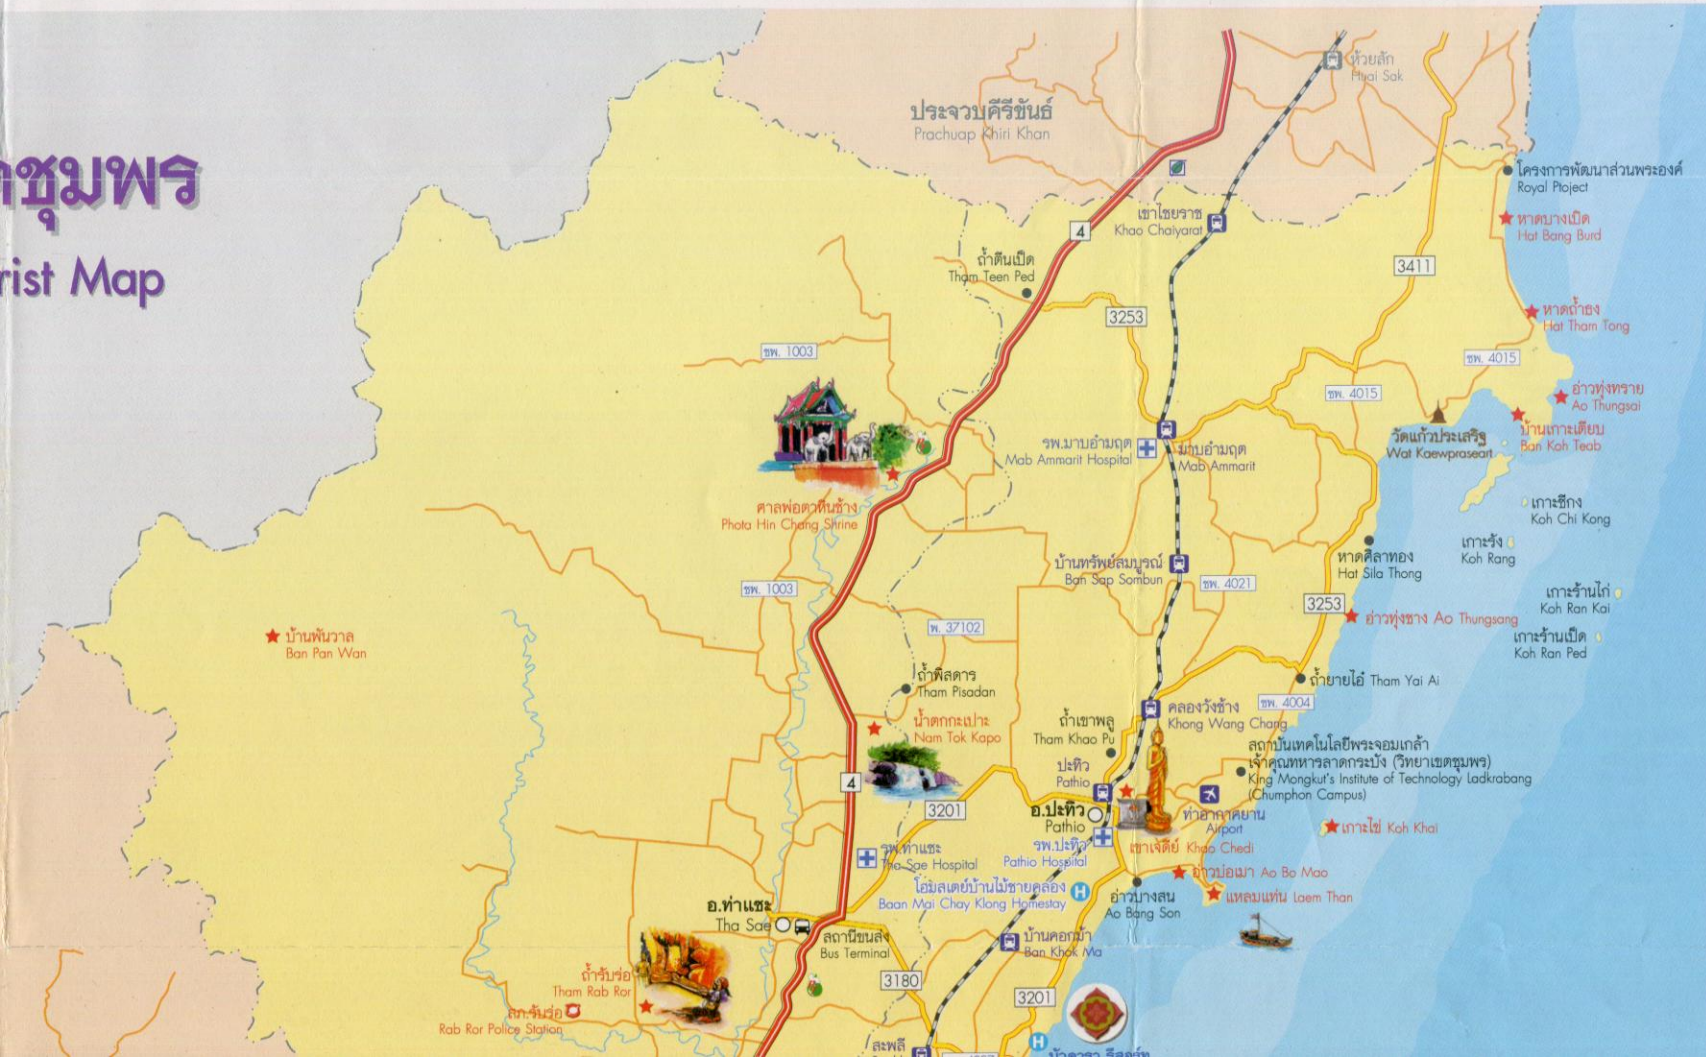 ชุมพร
rist Map
ประจวบคีรีขันธ์
Prachuap Khiri Khan
ห้วยสัก
Huai Sak
โครงการพัฒนาส่วนพระองค์
Royal Ptoject
หาดบางเบิด
Hat Bang Burd
เขาไชยราช
Khao Chaiyarat
4
3411
ถ้ำตีนเป็ด
Tham Teen Ped
3253
หาดถ้ำธง
Hat Tham Tong
ชพ. 1003
ชพ. 4015
ชพ. 4015
อ่าวทุ่งทราย
Ao Thungsai
บ้านเกาะเตียบ
Ban Koh Teab
วัดแก้วประเสริฐ
Wat Kaewpraseart
รพ.มาบอำมฤต
Mab Ammarit Hospital
มาบอำมฤต
Mab Ammarit
ศาลพ่อตาหินช้าง
Phota Hin Chang Shrine
เกาะซีกง
Koh Chi Kong
เกาะรัง
Koh Rang
หาดศิลาทอง
Hat Sila Thong
บ้านทรัพย์สมบูรณ์
Ban Sap Sombun
ชพ. 1003
ชพ. 4021
เกาะร้านไก่
Koh Ran Kai
3253
อ่าวทุ่งซาง Ao Thungsang
พ. 37102
บ้านพันวาล
Ban Pan Wan
เกาะร้านเป็ด
Koh Ran Ped
ถ้ำพิสดาร
Tham Pisadan
ถ้ำยายไอ๋ Tham Yai Ai
คลองวังช้าง
Khong Wang Chang
ชพ. 4004
น้ำตกกะเปาะ
Nam Tok Kapo
ถ้ำเขาพลู
Tham Khao Pu
สถาบันเทคโนโลยีพระจอมเกล้า
เจ้าคุณทหารลาดกระบัง (วิทยาเขตชุมพร)
King Mongkut's Institute of Technology Ladkrabang
(Chumphon Campus)
ปะทิว
Pathio
4
3201
อ.ปะทิว
Pathio
ท่าอากาศยาน
Airport
เกาะไข่ Koh Khai
รพ.ปะทิว
Pathio Hospital
เขาเจดีย์ Khao Chedi
รพ.ท่าแซะ
Tha Sae Hospital
อ่าวบ่อเมา Ao Bo Mao
โฮมสเตย์บ้านไม้ชายคลอง
Baan Mai Chay Klong Homestay
อ่าวบางสน
Ao Bang Son
แหลมแท่น Laem Than
อ.ท่าแซะ
Tha Sae
สถานีขนส่ง
Bus Terminal
บ้านคอกม้า
Ban Khok Ma
3180
3201
ถ้ำรับร่อ
Tham Rab Ror
สภ.รับร่อ
Rab Ror Police Station
สะพลี